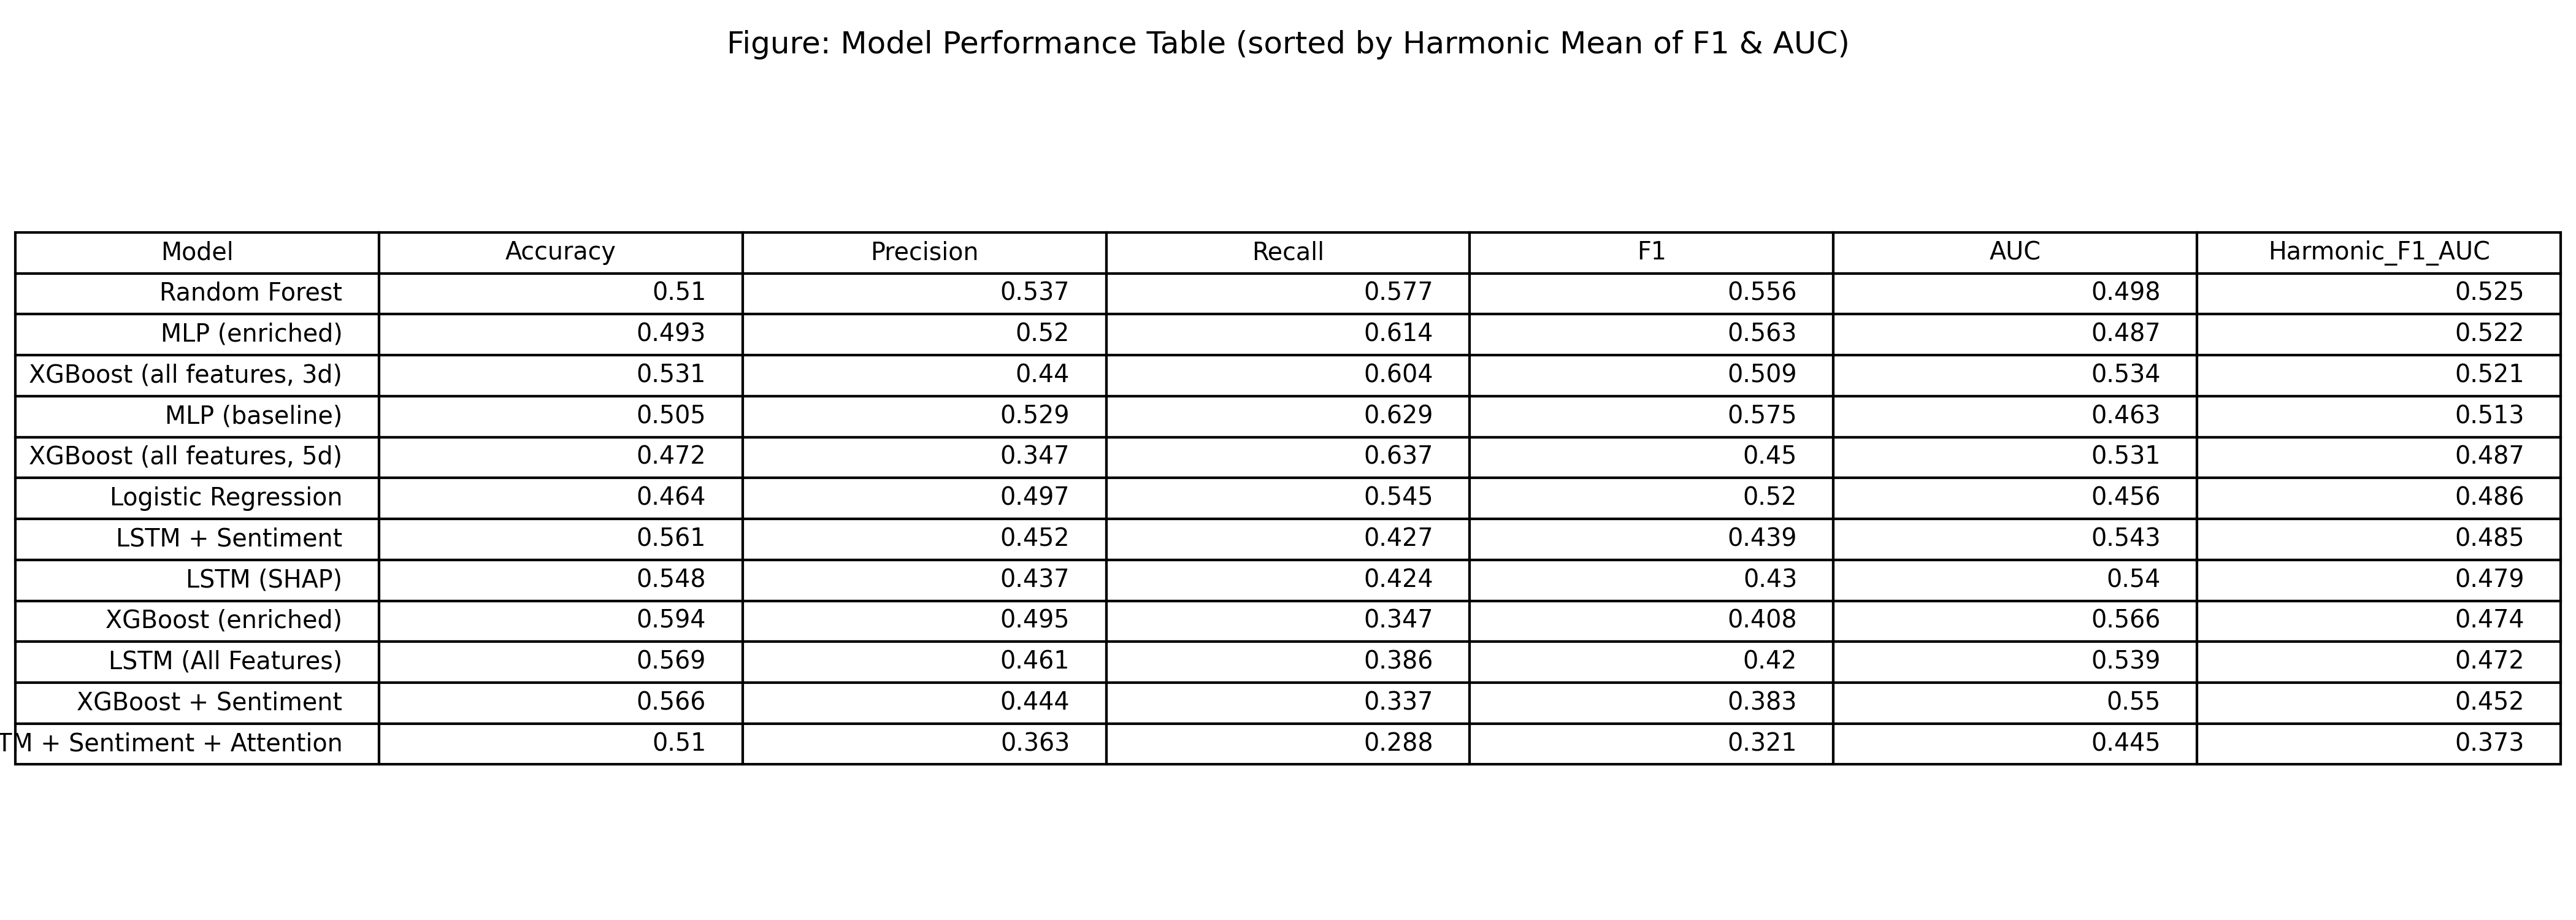 Figure: Model Performance Table (sorted by Harmonic Mean of F1 & AUC)
Model Accuracy Precision Recall F1 AUC Harmonic_F1_AUC
Random Forest 0.51 0.537 0.577 0.556 0.498 0.525
MLP (enriched) 0.493 0.52 0.614 0.563 0.487 0.522
XGBoost (all features, 3d) 0.531 0.44 0.604 0.509 0.534 0.521
MLP (baseline) 0.505 0.529 0.629 0.575 0.463 0.513
XGBoost (all features, 5d) 0.472 0.347 0.637 0.45 0.531 0.487
Logistic Regression 0.464 0.497 0.545 0.52 0.456 0.486
LSTM + Sentiment 0.561 0.452 0.427 0.439 0.543 0.485
LSTM (SHAP) 0.548 0.437 0.424 0.43 0.54 0.479
XGBoost (enriched) 0.594 0.495 0.347 0.408 0.566 0.474
LSTM (All Features) 0.569 0.461 0.386 0.42 0.539 0.472
XGBoost + Sentiment 0.566 0.444 0.337 0.383 0.55 0.452
TM + Sentiment + Attention 0.51 0.363 0.288 0.321 0.445 0.373